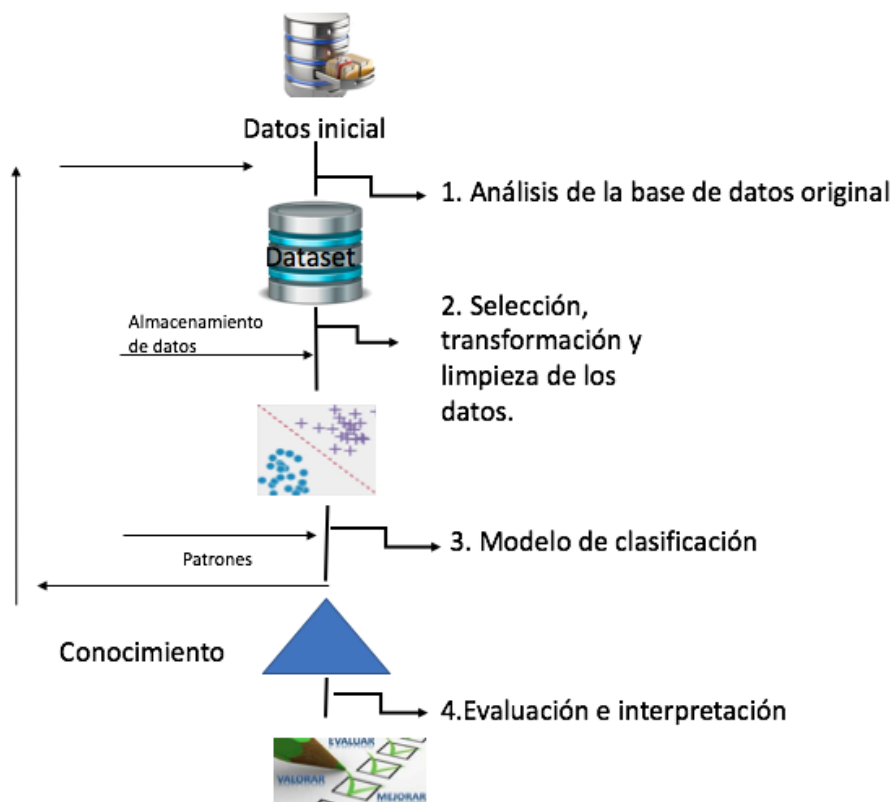 Datos inicial
1. Análisis de la base de datos original
Dataset
Almacenamiento
de datos
2. Selección,
transformación y
limpieza de los
datos.
3. Modelo de clasificación
Patrones
Conocimiento
4.Evaluación e interpretación
EVALUAR
VALORAR
MEJORAR